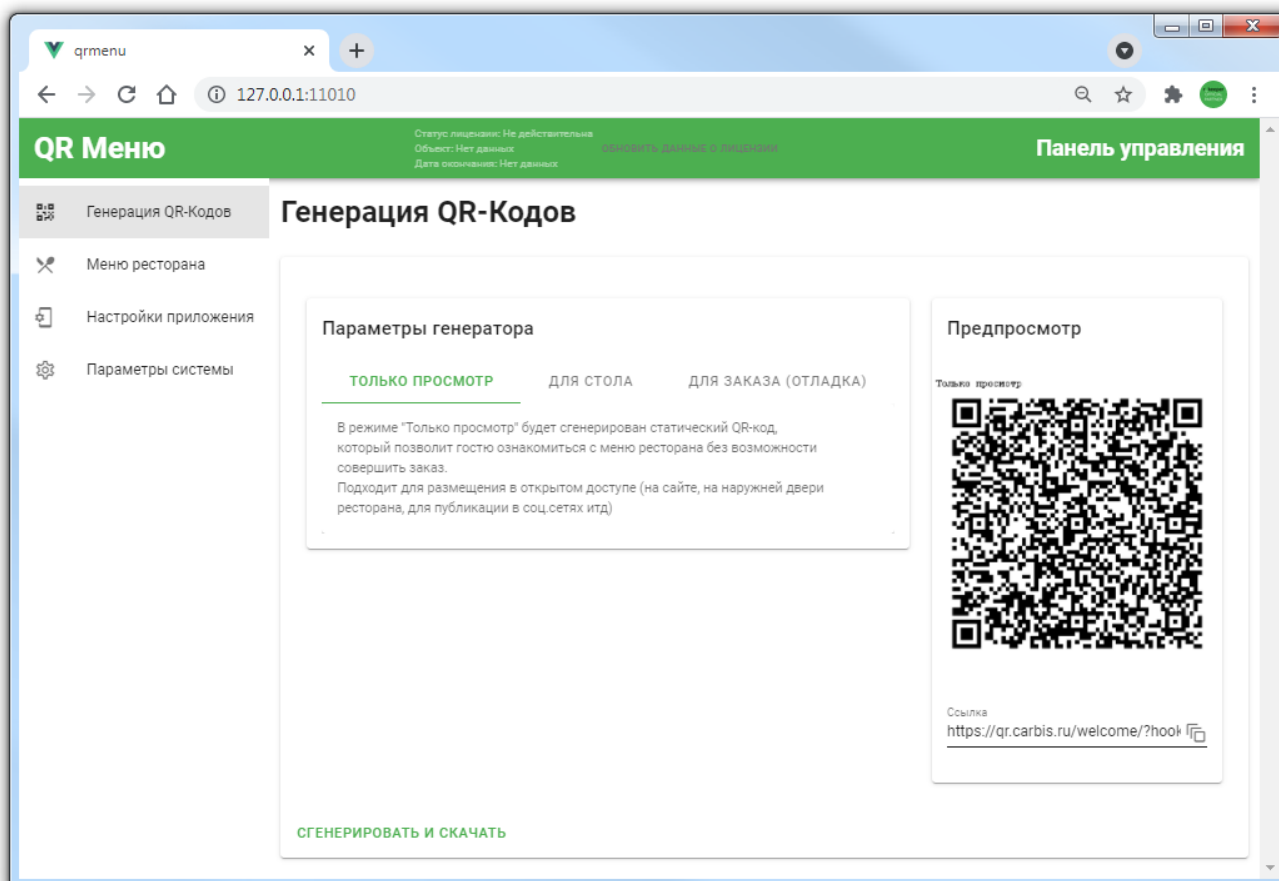 qrmenu
127.0.0.1:11010
QR Меню
Статус лицензии: Не действительна
Объект: Нет данных
Дата окончания: Нет данных
ОБНОВИТЬ ДАННЫЕ О ЛИЦЕНЗИИ
Панель управления
Генерация QR-Кодов
Меню ресторана
Настройки приложения
Параметры системы
Генерация QR-Кодов
Параметры генератора
ТОЛЬКО ПРОСМОТР
ДЛЯ СТОЛА
ДЛЯ ЗАКАЗА (ОТЛАДКА)
В режиме "Только просмотр" будет сгенерирован статический QR-код,
который позволит гостю ознакомиться с меню ресторана без возможности
совершить заказ.
Подходит для размещения в открытом доступе (на сайте, на наружней двери
ресторана, для публикации в соц.сетях итд)
Предпросмотр
Только просмотр
Ссылка
https://qr.carbis.ru/welcome/?hook
СГЕНЕРИРОВАТЬ И СКАЧАТЬ